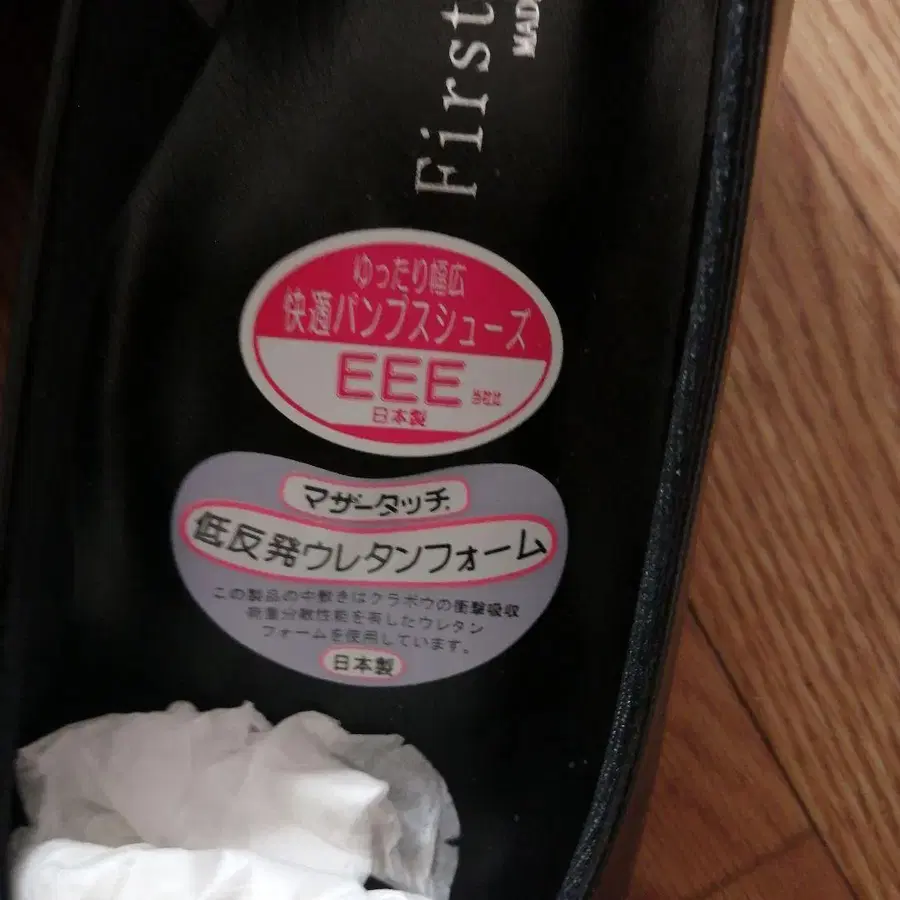 First
MAD
ゆったり幅広
快適パンプスシューズ
EEE 当社比
日本製
マザータッチ.
低反発ウレタンフォーム
この製品の中敷きはクラボウの衝撃吸収
荷重分散性能を有したウレタン
フォームを使用しています。
日本製